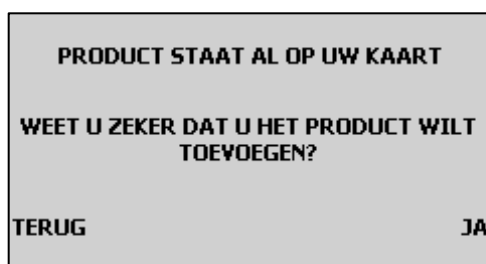 PRODUCT STAAT AL OP UW KAART
WEET U ZEKER DAT U HET PRODUCT WILT
TOEVOEGEN?
TERUG
JA